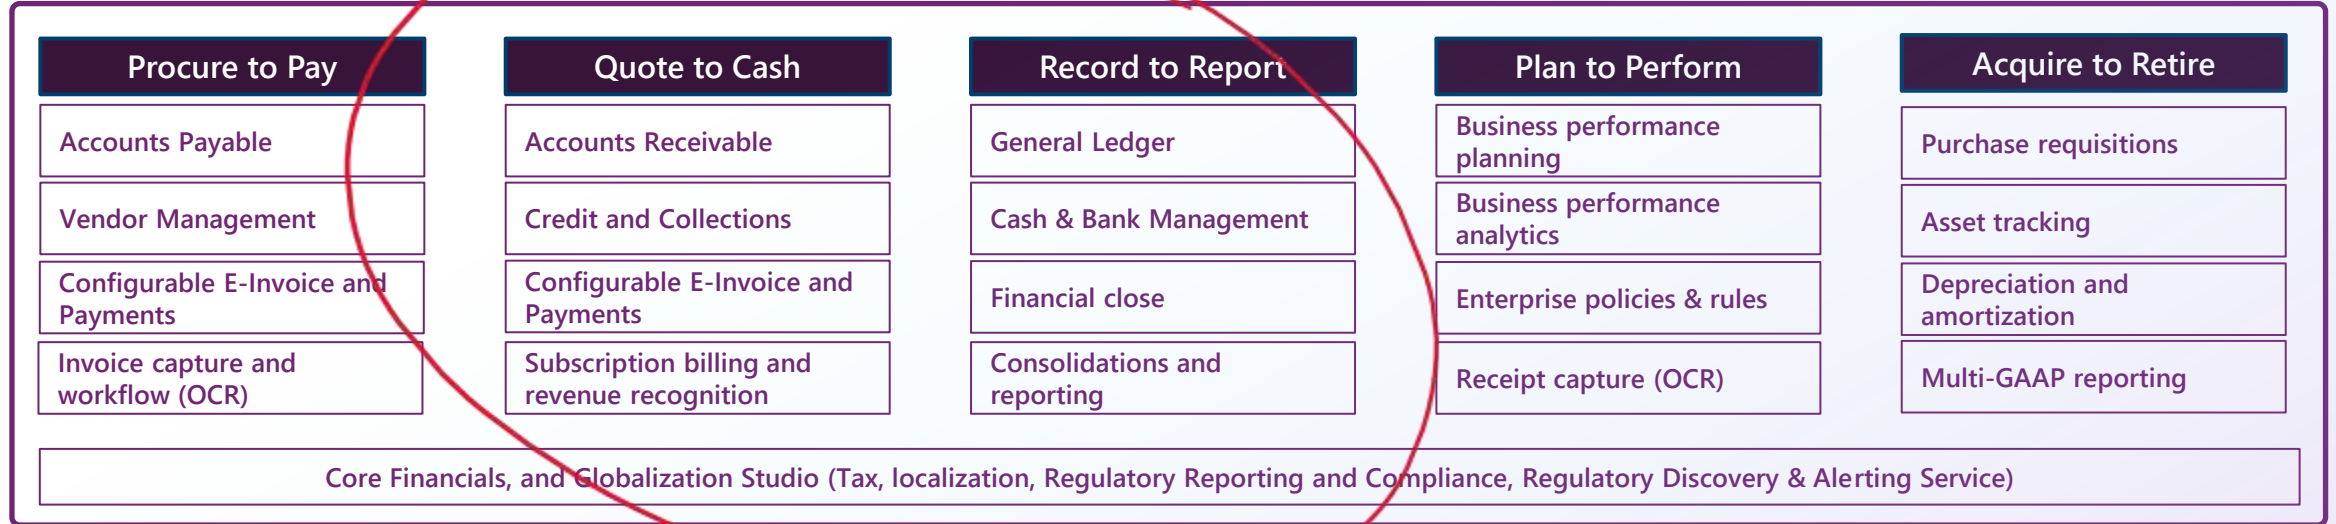 Procure to Pay
Accounts Payable
Vendor Management
Configurable E-Invoice and
Payments
Invoice capture and
workflow (OCR)
Quote to Cash
Accounts Receivable
Credit and Collections
Configurable E-Invoice and
Payments
Subscription billing and
revenue recognition
Record to Report
General Ledger
Cash & Bank Management
Financial close
Consolidations and
reporting
Plan to Perform
Business performance
planning
Business performance
analytics
Enterprise policies & rules
Receipt capture (OCR)
Acquire to Retire
Purchase requisitions
Asset tracking
Depreciation and
amortization
Multi-GAAP reporting
Core Financials, and Globalization Studio (Tax, localization, Regulatory Reporting and Compliance, Regulatory Discovery & Alerting Service)